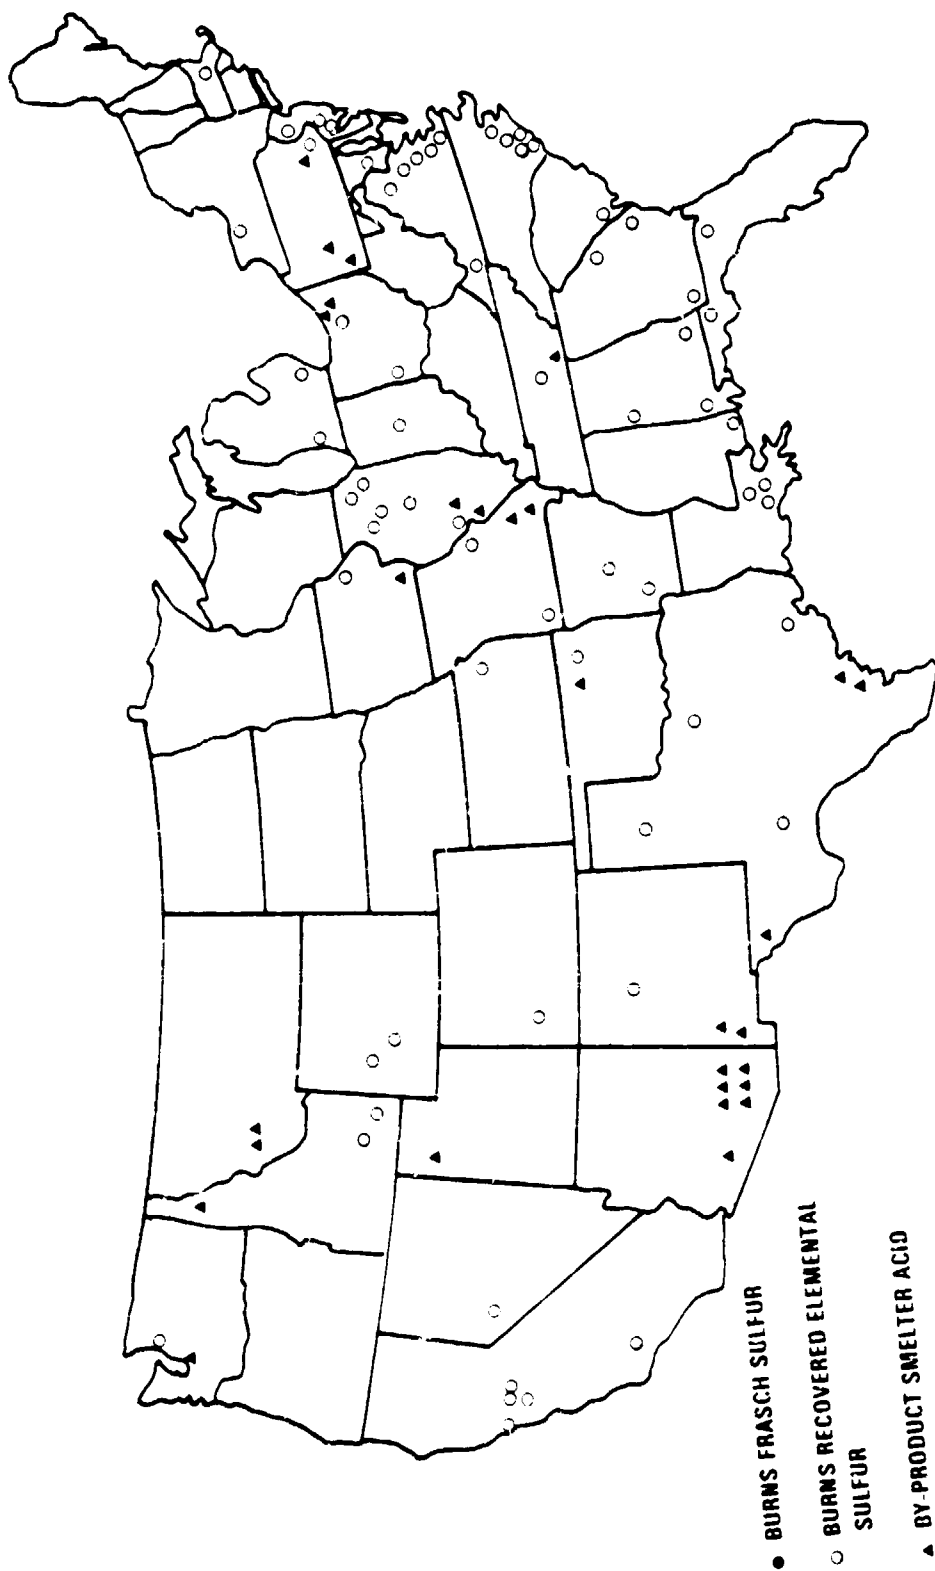 ● BURNS FRASCH SULFUR
○ BURNS RECOVERED ELEMENTAL
SULFUR
▲ BY-PRODUCT SMELTER ACID